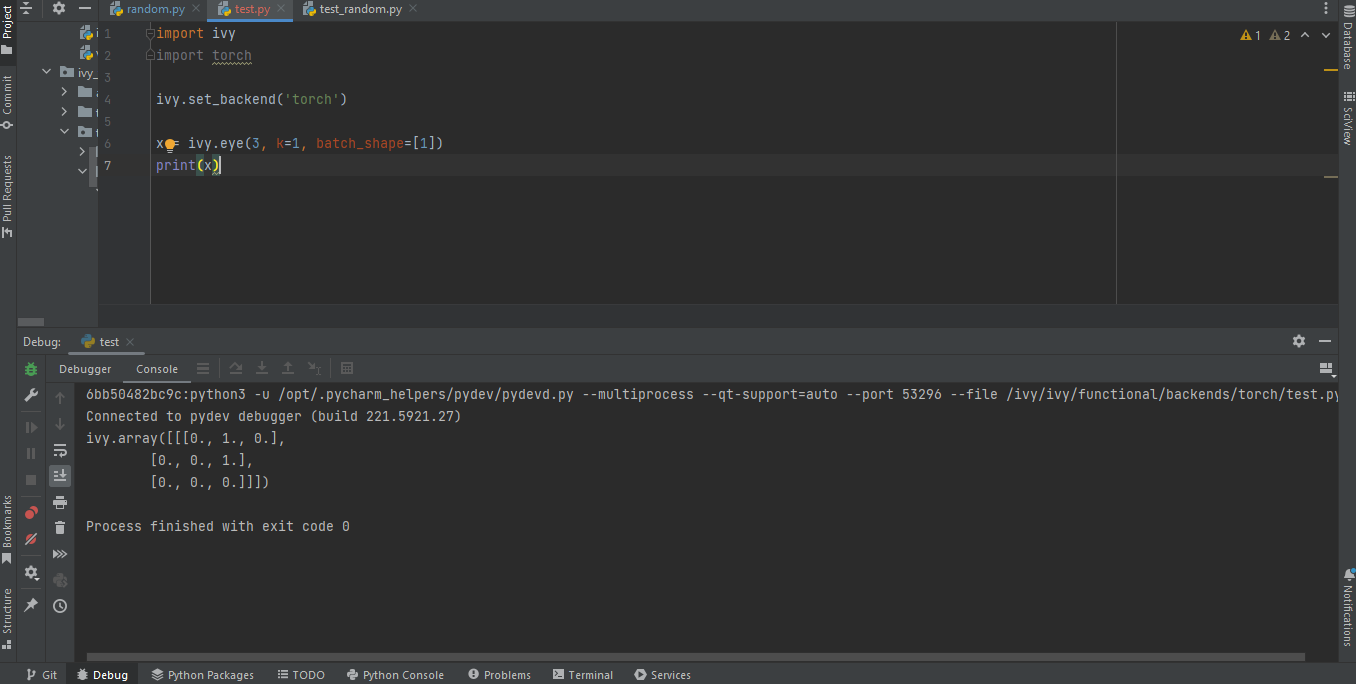 Project
random.py
test.py
test_random.py
1 import ivy
2 import torch
3
4 ivy.set_backend('torch')
5
6 x = ivy.eye(3, k=1, batch_shape=[1])
7 print(x)
1 2
ivy_
Commit
Pull Requests
Bookmarks
Structure
Database
SciView
Notifications
Debug: test
Debugger Console
6bb50482bc9c:python3 -u /opt/.pycharm_helpers/pydev/pydevd.py --multiprocess --qt-support=auto --port 53296 --file /ivy/ivy/functional/backends/torch/test.py
Connected to pydev debugger (build 221.5921.27)
ivy.array([[[0., 1., 0.],
[0., 0., 1.],
[0., 0., 0.]]])
Process finished with exit code 0
Git Debug Python Packages TODO Python Console Problems Terminal Services